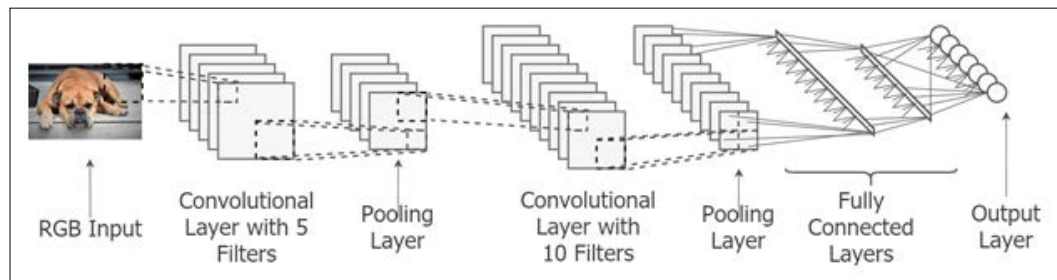 RGB Input
Convolutional
Layer with 5
Filters
Pooling
Layer
Convolutional
Layer with
10 Filters
Pooling
Layer
Fully
Connected
Layers
Output
Layer